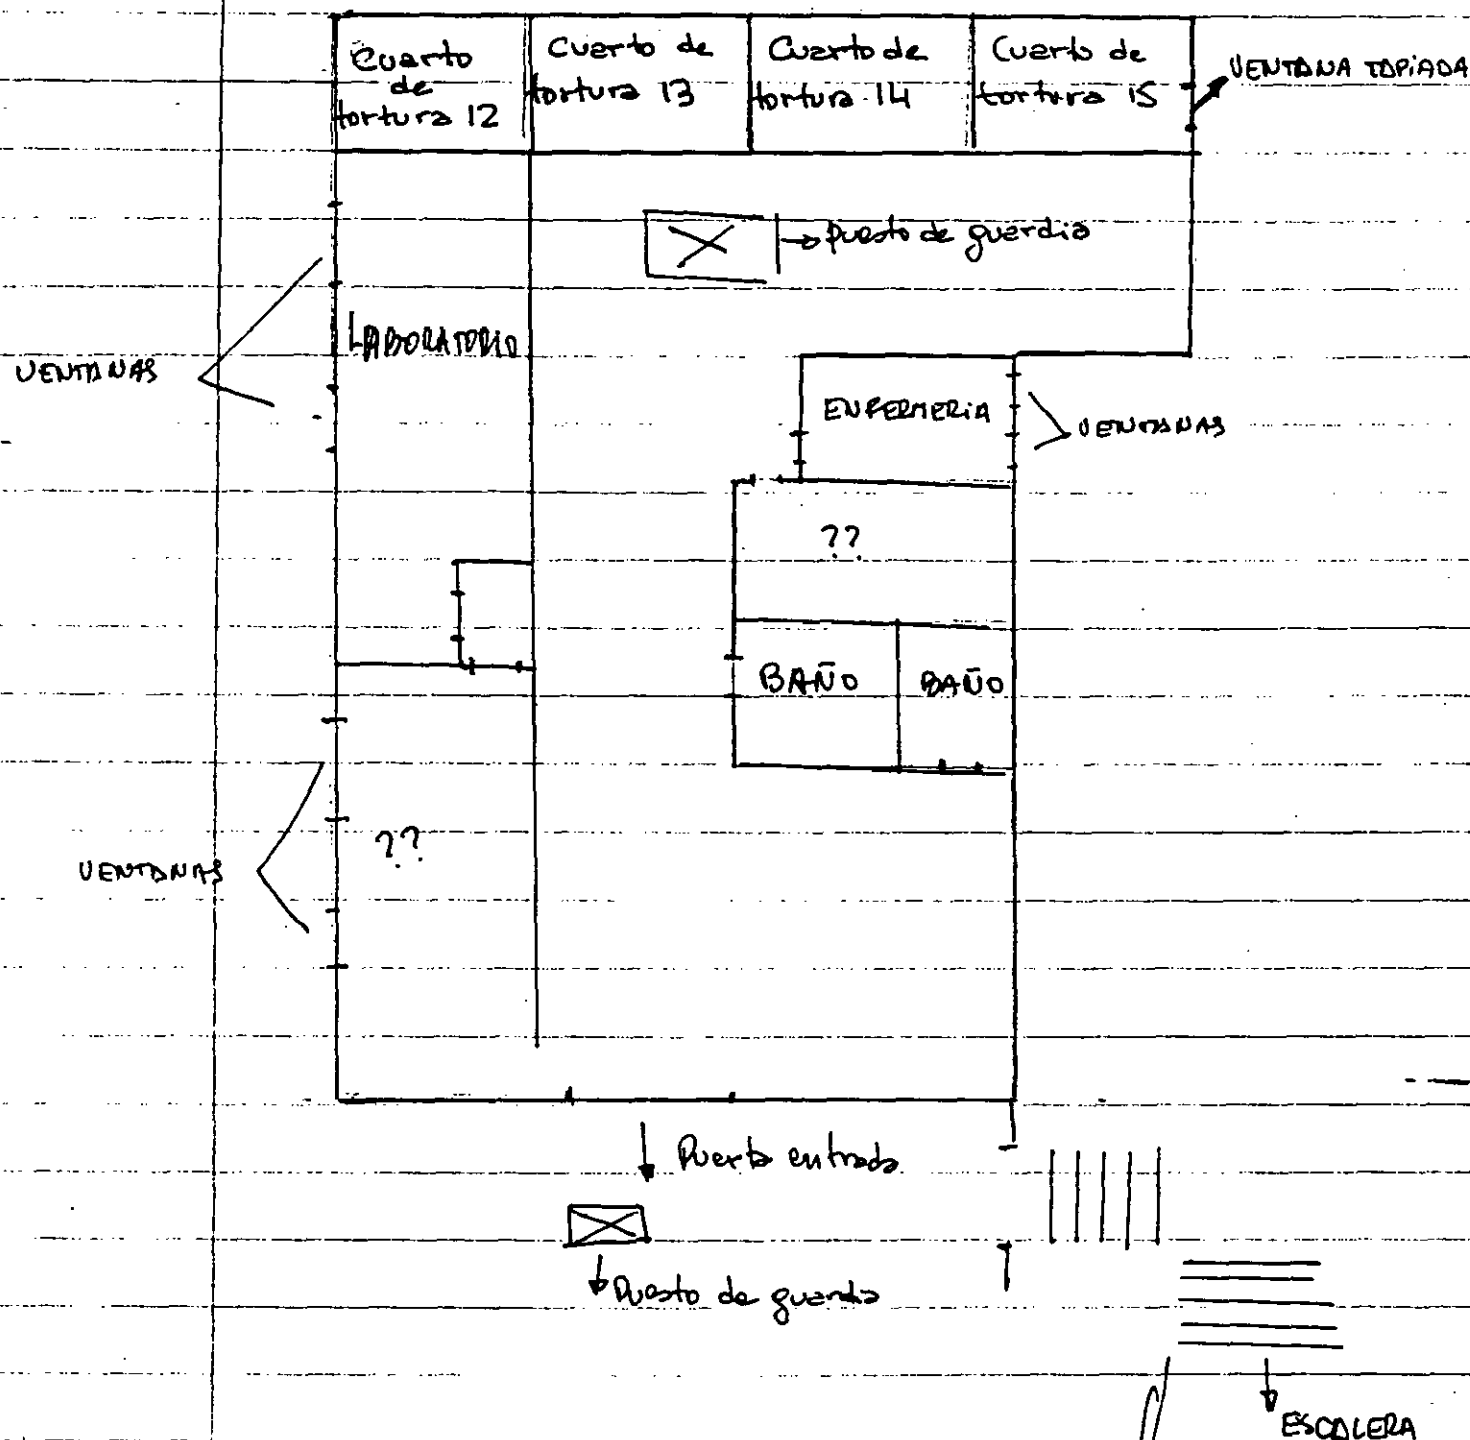 Cuarto
de
tortura 12
Cuarto de
tortura 13
Cuarto de
tortura 14
Cuarto de
tortura 15
VENTANA TAPIADA
Puesto de guardia
LABORATORIO
VENTANAS
ENFERMERIA
VENTANAS
??
BAÑO
BAÑO
??
VENTANAS
Puerta entrada
Puesto de guardia
ESCALERA